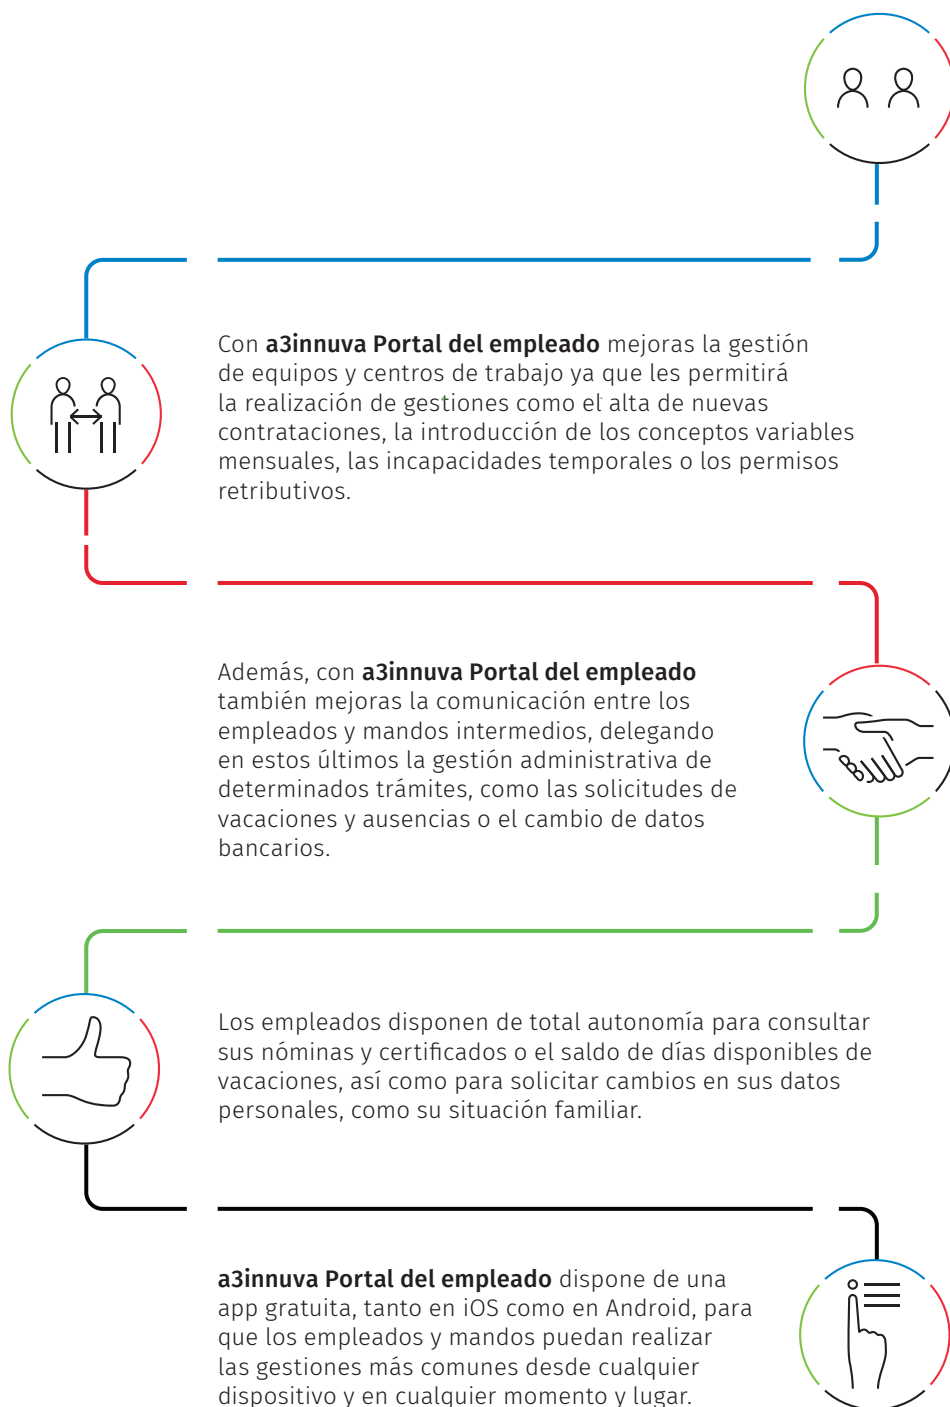 Con a3innuva Portal del empleado mejoras la gestión
de equipos y centros de trabajo ya que les permitirá
la realización de gestiones como el alta de nuevas
contrataciones, la introducción de los conceptos variables
mensuales, las incapacidades temporales o los permisos
retributivos.
Además, con a3innuva Portal del empleado
también mejoras la comunicación entre los
empleados y mandos intermedios, delegando
en estos últimos la gestión administrativa de
determinados trámites, como las solicitudes de
vacaciones y ausencias o el cambio de datos
bancarios.
Los empleados disponen de total autonomía para consultar
sus nóminas y certificados o el saldo de días disponibles de
vacaciones, así como para solicitar cambios en sus datos
personales, como su situación familiar.
a3innuva Portal del empleado dispone de una
app gratuita, tanto en iOS como en Android, para
que los empleados y mandos puedan realizar
las gestiones más comunes desde cualquier
dispositivo y en cualquier momento y lugar.